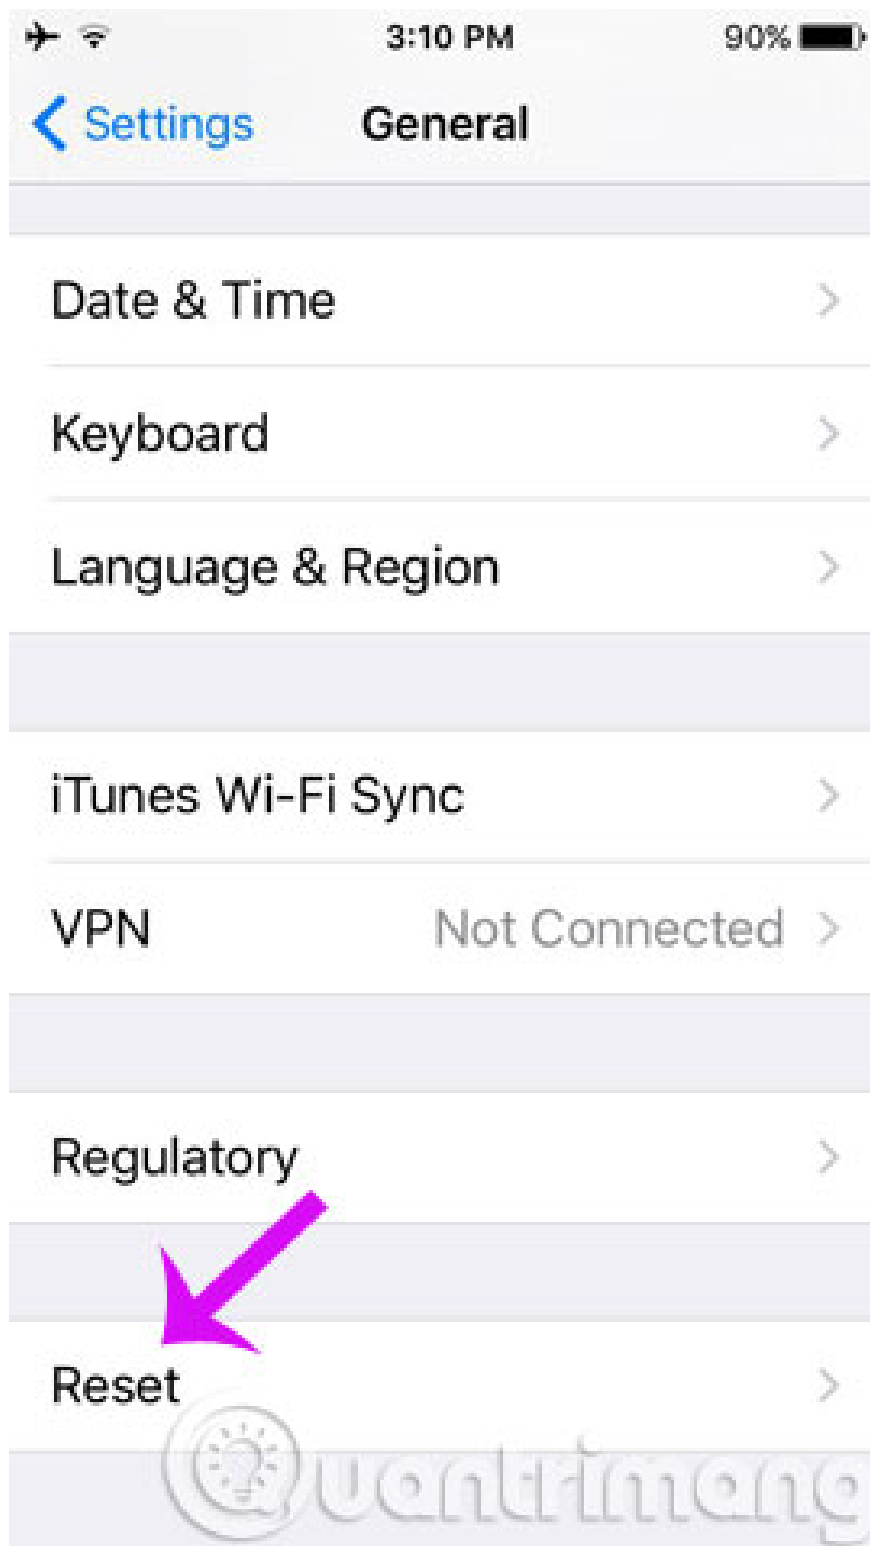 3:10 PM
90%
Settings
General
Date & Time
Keyboard
Language & Region
iTunes Wi-Fi Sync
VPN Not Connected
Regulatory
Reset
Quantrimang